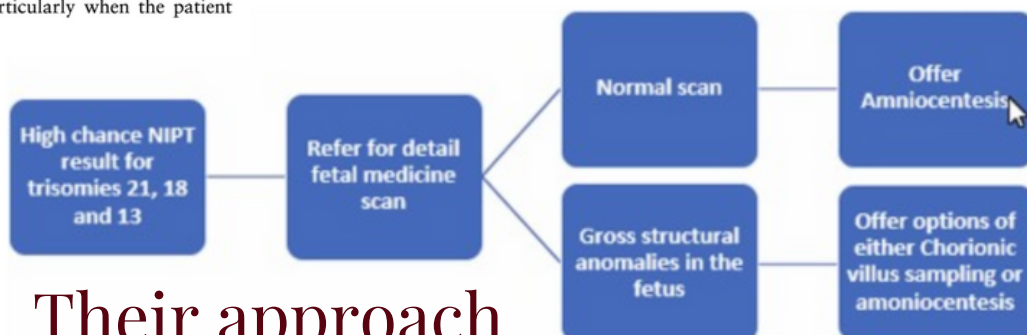 rticularly when the patient
High chance NIPT
result for
trisomies 21, 18
and 13
Refer for detail
fetal medicine
scan
Normal scan
Offer
Amniocentesis
Gross structural
anomalies in the
fetus
Offer options of
either Chorionic
villus sampling or
amoniocentesis
Their approach